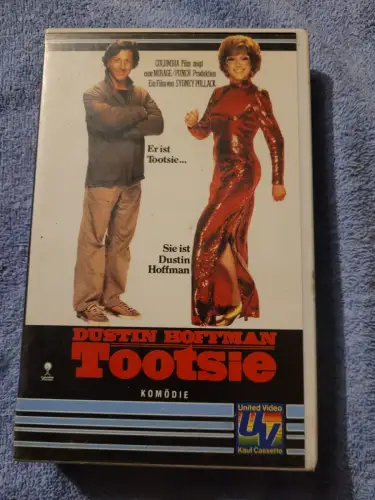 COLUMBIA Film zeigt
eine MIRAGE/PUNCH Produktion
Ein Film von SYDNEY POLLACK
Er ist
Tootsie...
Sie ist
Dustin
Hoffman
DUSTIN HOFFMAN
Tootsie
KOMÖDIE
United Video
UV
Kauf Cassette